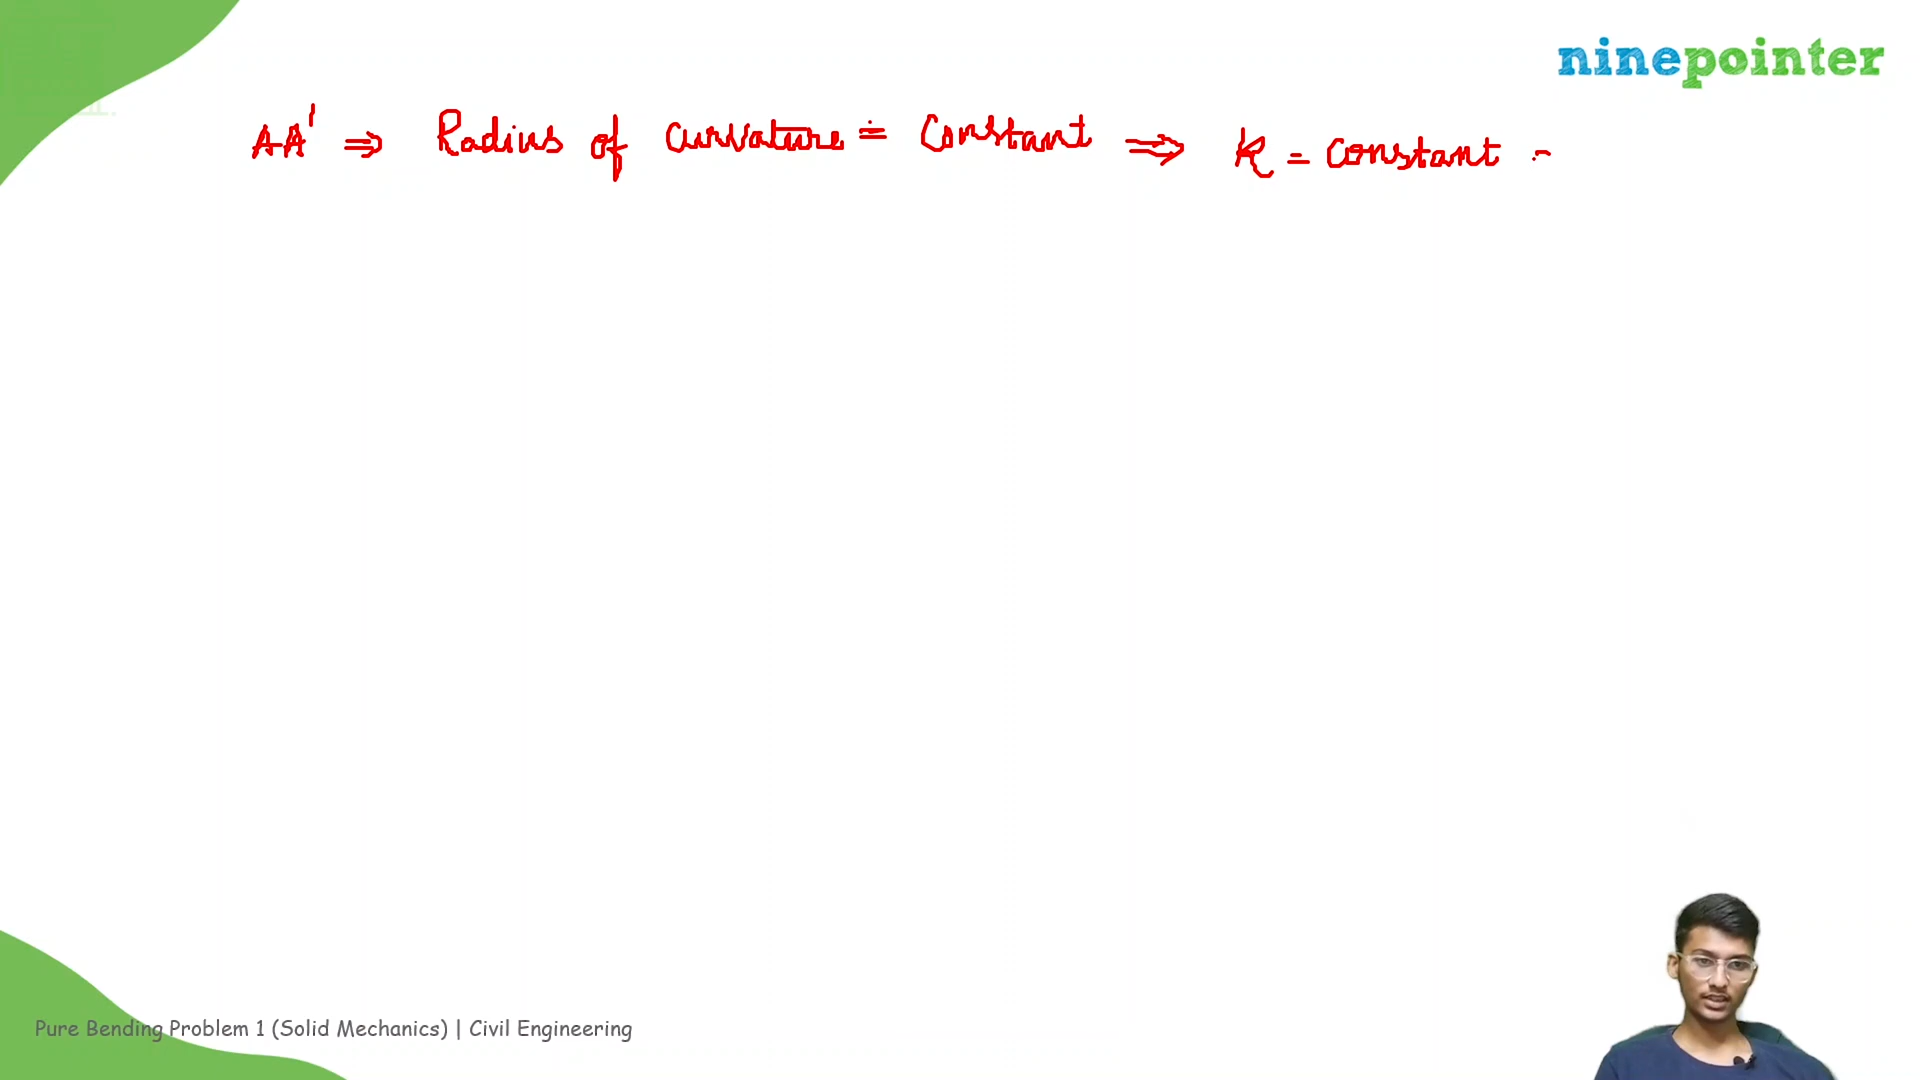 ninepointer
AA' ⇒ Radius of curvature = Constant ⇒ K = constant -
Pure Bending Problem 1 (Solid Mechanics) | Civil Engineering